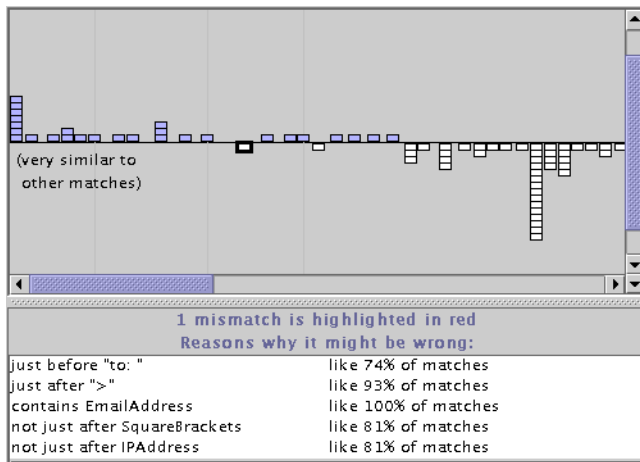 (very similar to
other matches)
1 mismatch is highlighted in red
Reasons why it might be wrong:
just before "to: " like 74% of matches
just after ">" like 93% of matches
contains EmailAddress like 100% of matches
not just after SquareBrackets like 81% of matches
not just after IPAddress like 81% of matches